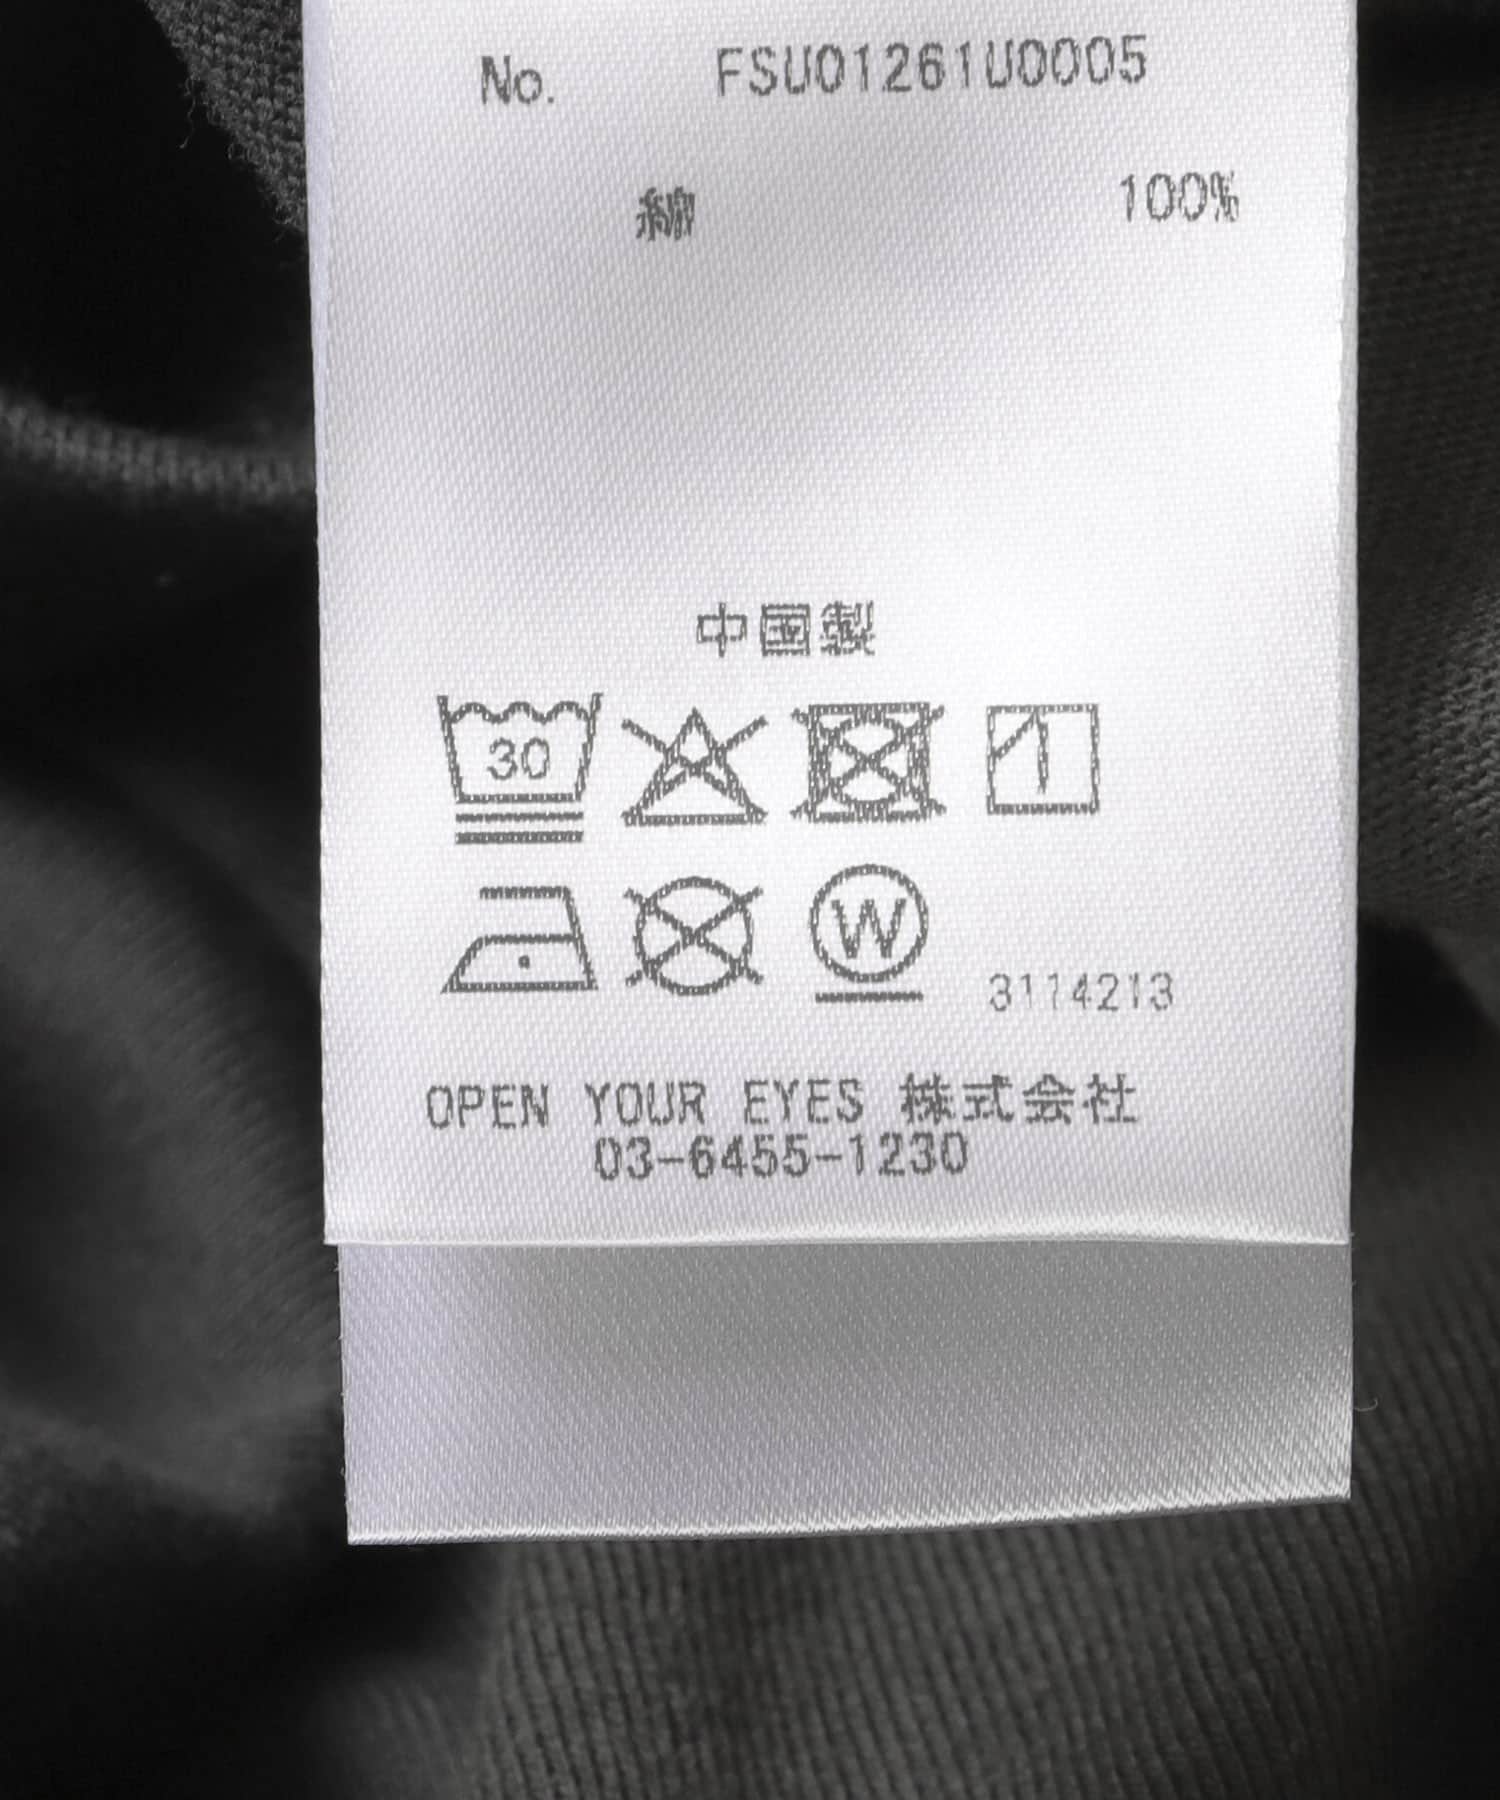 No. FSU01261U0005
綿 100%
中国製
30
W
3114213
OPEN YOUR EYES 株式会社
03-6455-1230